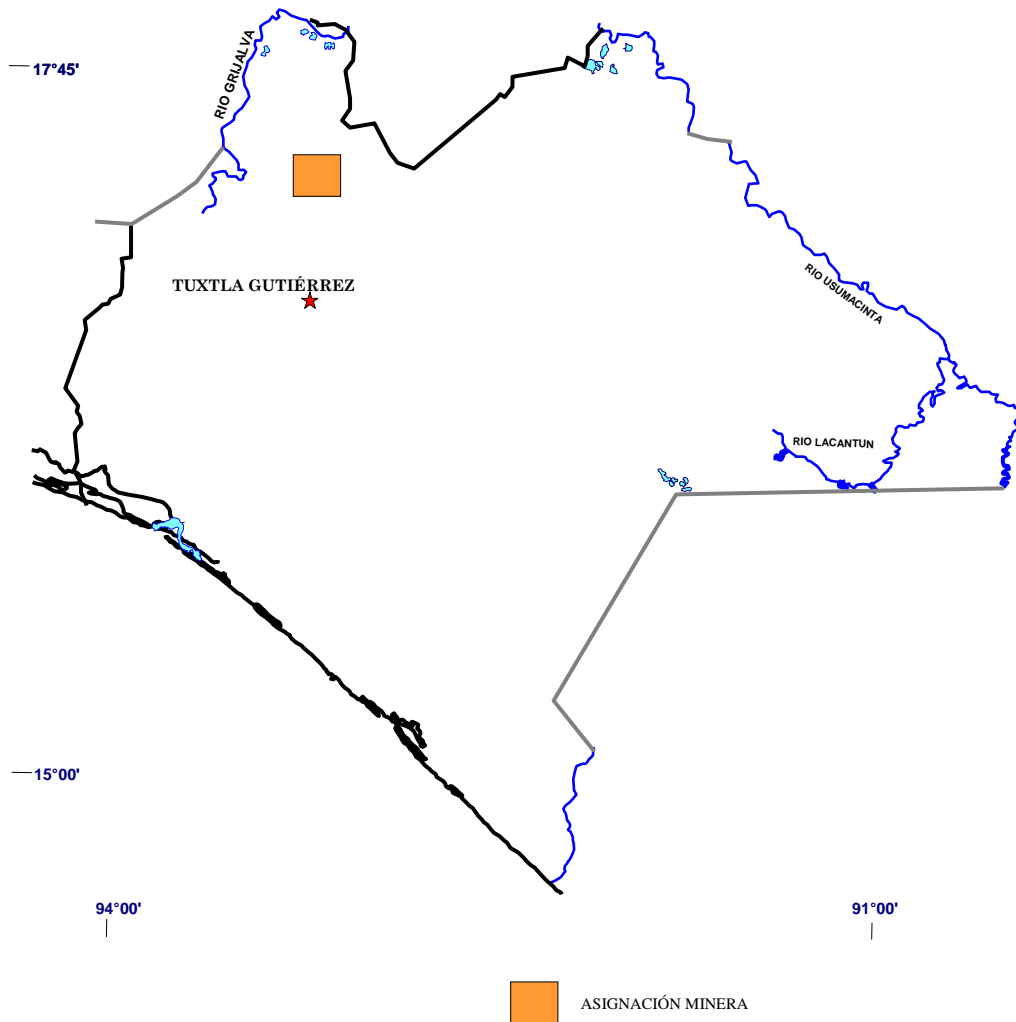 17°45'
RIO GRIJALVA
TUXTLA GUTIÉRREZ
RIO USUMACINTA
RIO LACANTUN
15°00'
94°00'
91°00'
ASIGNACIÓN MINERA